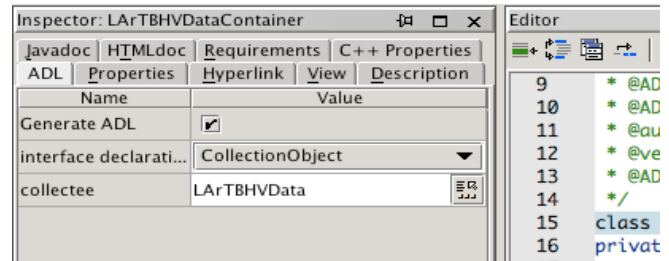 Inspector: LArTBHVDataContainer
Javadoc HTMLdoc Requirements C++ Properties
ADL Properties Hyperlink View Description
Name Value
Generate ADL
interface declarati... CollectionObject
collectee LArTBHVData
Editor
9 * @AD
10 * @AD
11 * @au
12 * @ve
13 * @AD
14 */
15 class
16 privat